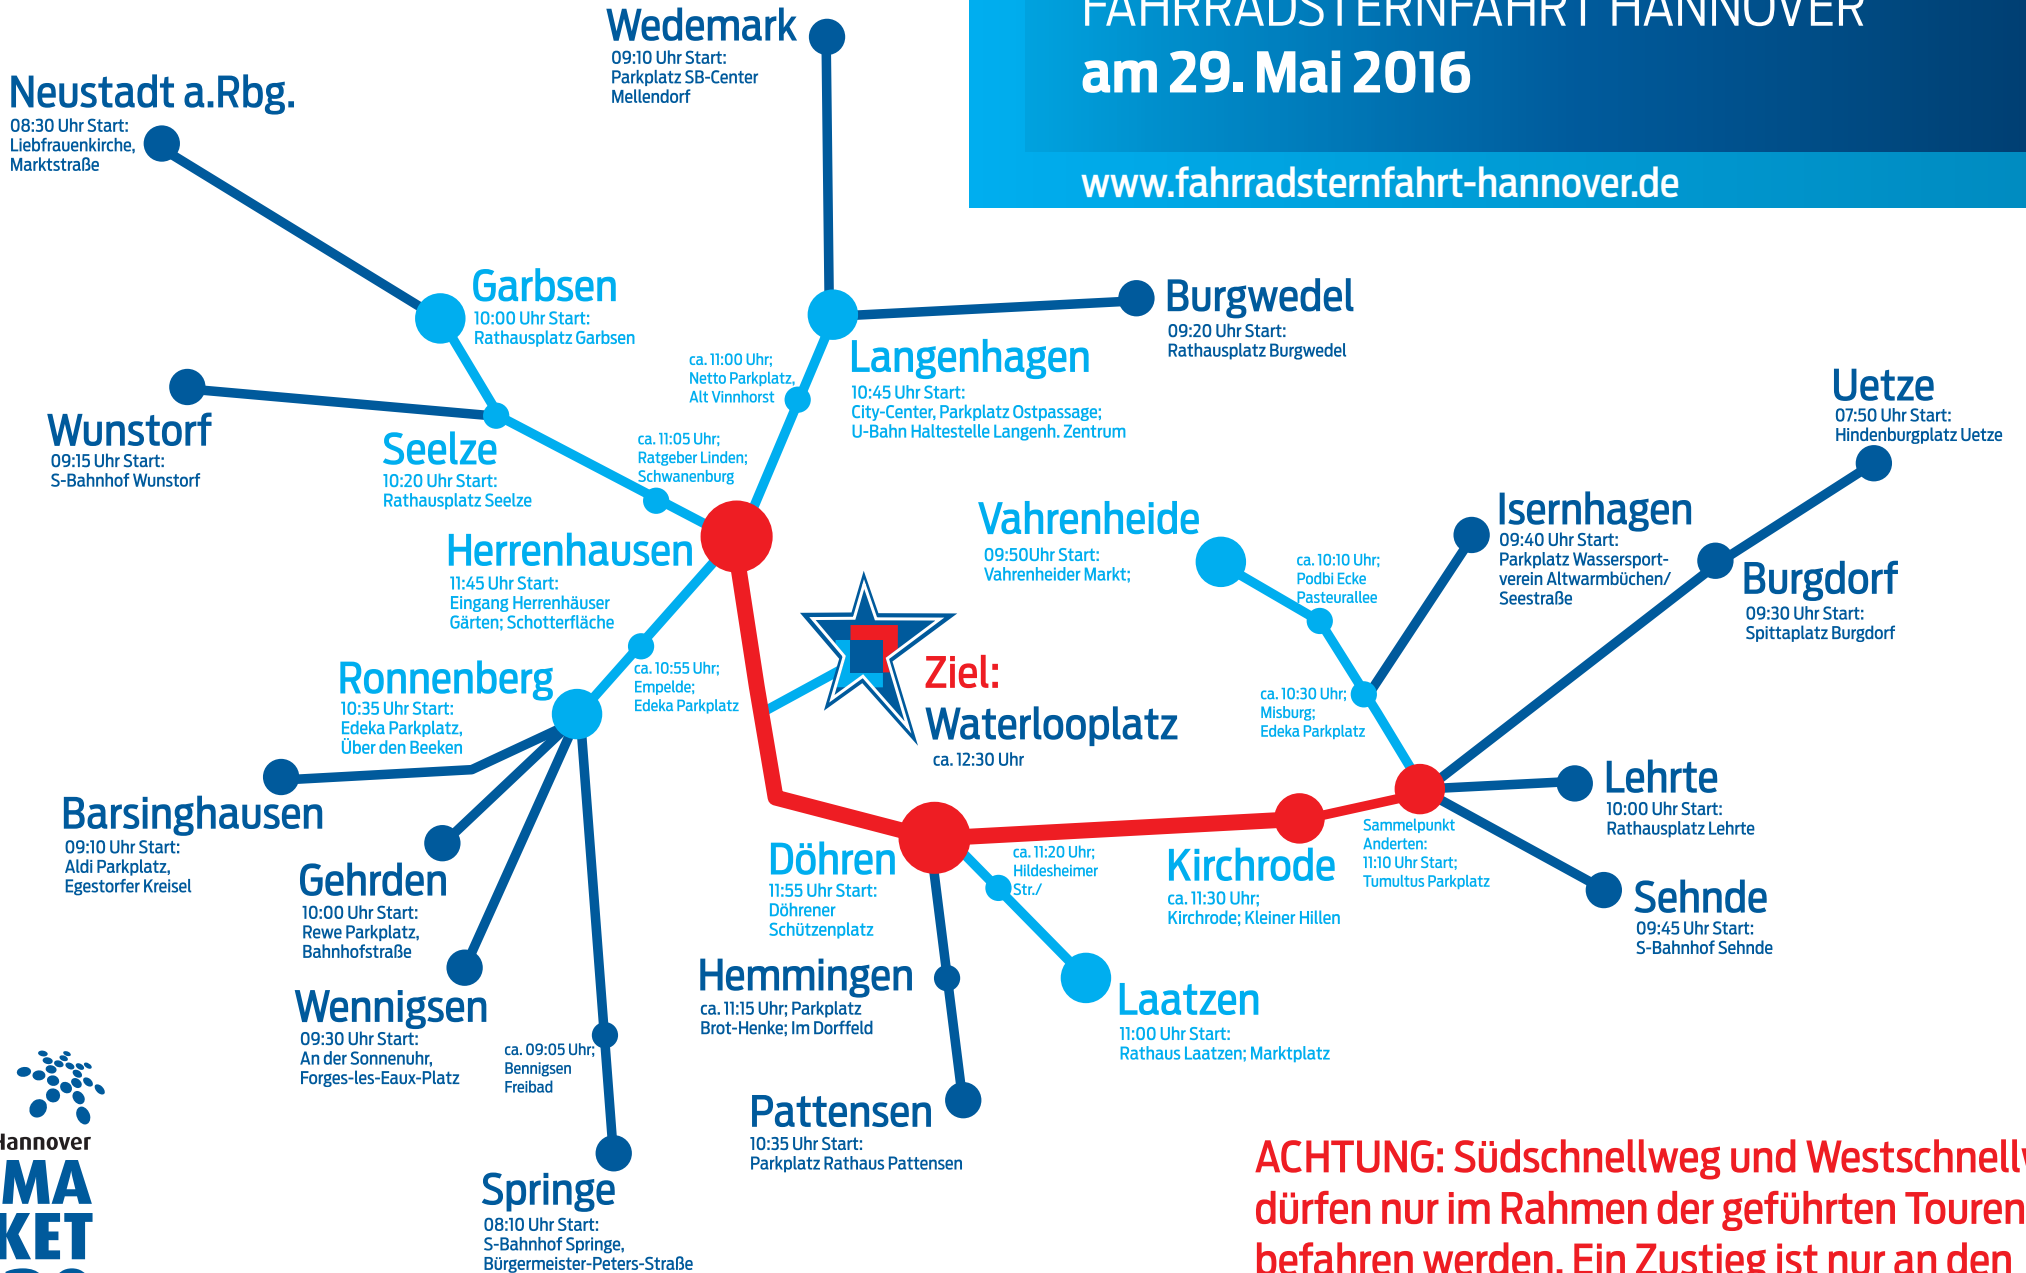 FAHRRADSTERNFAHRT HANNOVER
am 29. Mai 2016
www.fahrradsternfahrt-hannover.de
Wedemark
09:10 Uhr Start:
Parkplatz SB-Center
Mellendorf
Neustadt a.Rbg.
08:30 Uhr Start:
Liebfrauenkirche,
Marktstraße
Garbsen
10:00 Uhr Start:
Rathausplatz Garbsen
Burgwedel
09:20 Uhr Start:
Rathausplatz Burgwedel
ca. 11:00 Uhr;
Netto Parkplatz,
Alt Vinnhorst
Langenhagen
10:45 Uhr Start:
City-Center, Parkplatz Ostpassage;
U-Bahn Haltestelle Langenh. Zentrum
Uetze
07:50 Uhr Start:
Hindenburgplatz Uetze
Wunstorf
09:15 Uhr Start:
S-Bahnhof Wunstorf
Seelze
10:20 Uhr Start:
Rathausplatz Seelze
ca. 11:05 Uhr;
Ratgeber Linden;
Schwanenburg
Vahrenheide
09:50Uhr Start:
Vahrenheider Markt;
Isernhagen
09:40 Uhr Start:
Parkplatz Wassersport-
verein Altwarmbüchen/
Seestraße
Herrenhausen
11:45 Uhr Start:
Eingang Herrenhäuser
Gärten; Schotterfläche
ca. 10:10 Uhr;
Podbi Ecke
Pasteurallee
Burgdorf
09:30 Uhr Start:
Spittaplatz Burgdorf
Ronnenberg
10:35 Uhr Start:
Edeka Parkplatz,
Über den Beeken
ca. 10:55 Uhr;
Empelde;
Edeka Parkplatz
Ziel:
Waterlooplatz
ca. 12:30 Uhr
ca. 10:30 Uhr;
Misburg;
Edeka Parkplatz
Lehrte
10:00 Uhr Start:
Rathausplatz Lehrte
Barsinghausen
09:10 Uhr Start:
Aldi Parkplatz,
Egestorfer Kreisel
Gehrden
10:00 Uhr Start:
Rewe Parkplatz,
Bahnhofstraße
Döhren
11:55 Uhr Start:
Döhrener
Schützenplatz
ca. 11:20 Uhr;
Hildesheimer
Str./
Kirchrode
ca. 11:30 Uhr;
Kirchrode; Kleiner Hillen
Sammelpunkt
Anderten:
11:10 Uhr Start;
Tumultus Parkplatz
Sehnde
09:45 Uhr Start:
S-Bahnhof Sehnde
Wennigsen
09:30 Uhr Start:
An der Sonnenuhr,
Forges-les-Eaux-Platz
ca. 09:05 Uhr;
Bennigsen
Freibad
Hemmingen
ca. 11:15 Uhr; Parkplatz
Brot-Henke; Im Dorffeld
Laatzen
11:00 Uhr Start:
Rathaus Laatzen; Marktplatz
Pattensen
10:35 Uhr Start:
Parkplatz Rathaus Pattensen
Springe
08:10 Uhr Start:
S-Bahnhof Springe,
Bürgermeister-Peters-Straße
Hannover
MA
KET
ACHTUNG: Südschnellweg und Westschnellw
dürfen nur im Rahmen der geführten Touren
befahren werden. Ein Zustieg ist nur an den